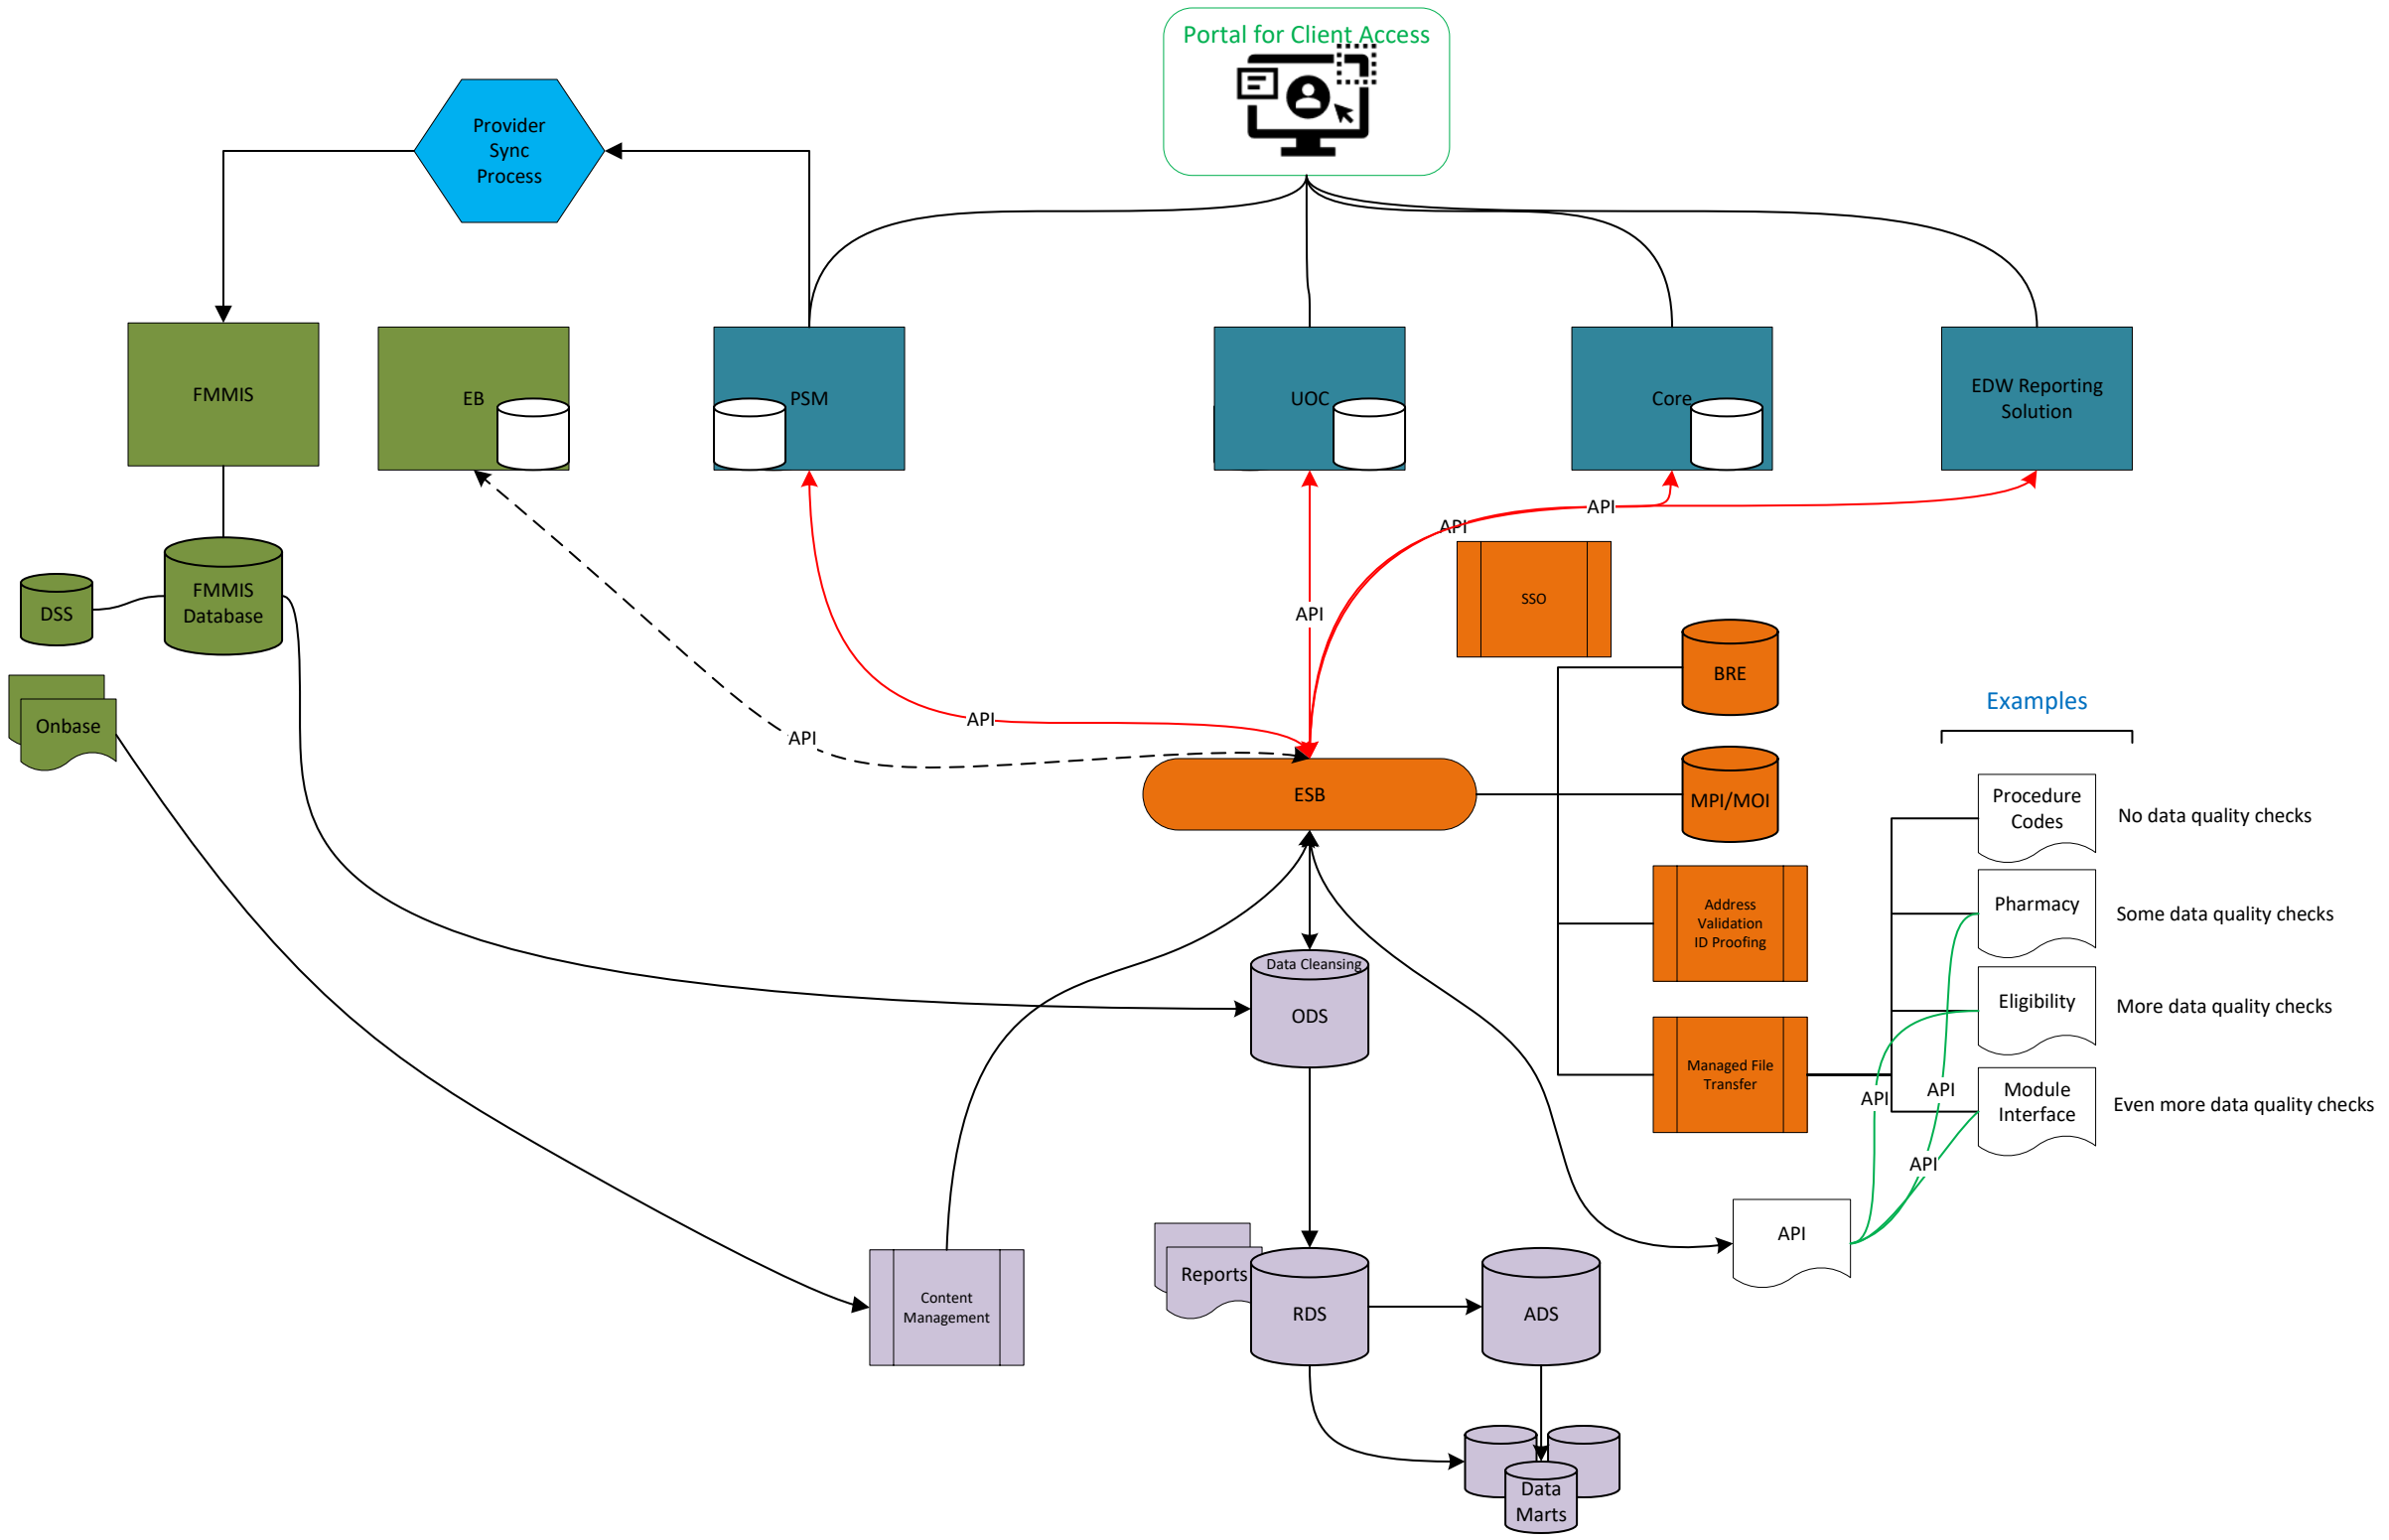 Portal for Client Access
Provider
Sync
Process
FMMIS
EB
PSM
UOC
Core
EDW Reporting
Solution
API
API
API
API
API
SSO
DSS
FMMIS
Database
Onbase
BRE
MPI/MOI
ESB
Address
Validation
ID Proofing
Managed File
Transfer
Examples
Procedure
Codes
No data quality checks
Pharmacy
Some data quality checks
Eligibility
More data quality checks
Module
Interface
Even more data quality checks
API
API
API
API
Data Cleansing
ODS
Content
Management
Reports
RDS
ADS
Data
Marts